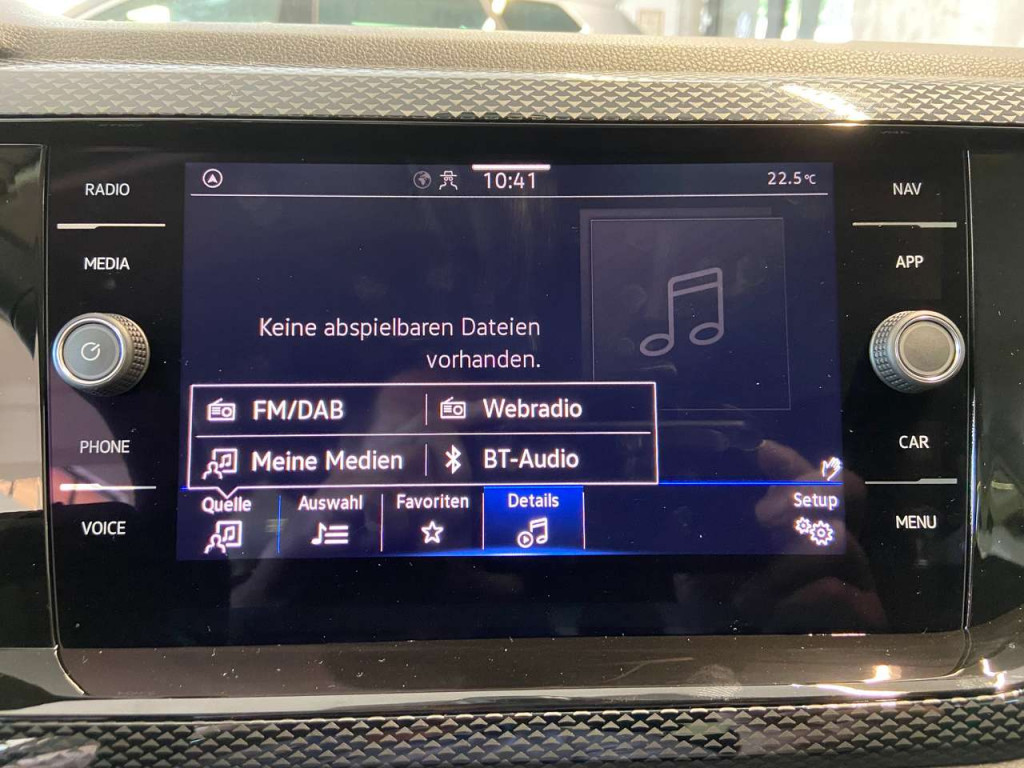 RADIO
MEDIA
PHONE
VOICE
10:41
22.5°C
Keine abspielbaren Dateien
vorhanden.
FM/DAB
Webradio
Meine Medien
BT-Audio
Quelle
Auswahl
Favoriten
Details
Setup
NAV
APP
CAR
MENU